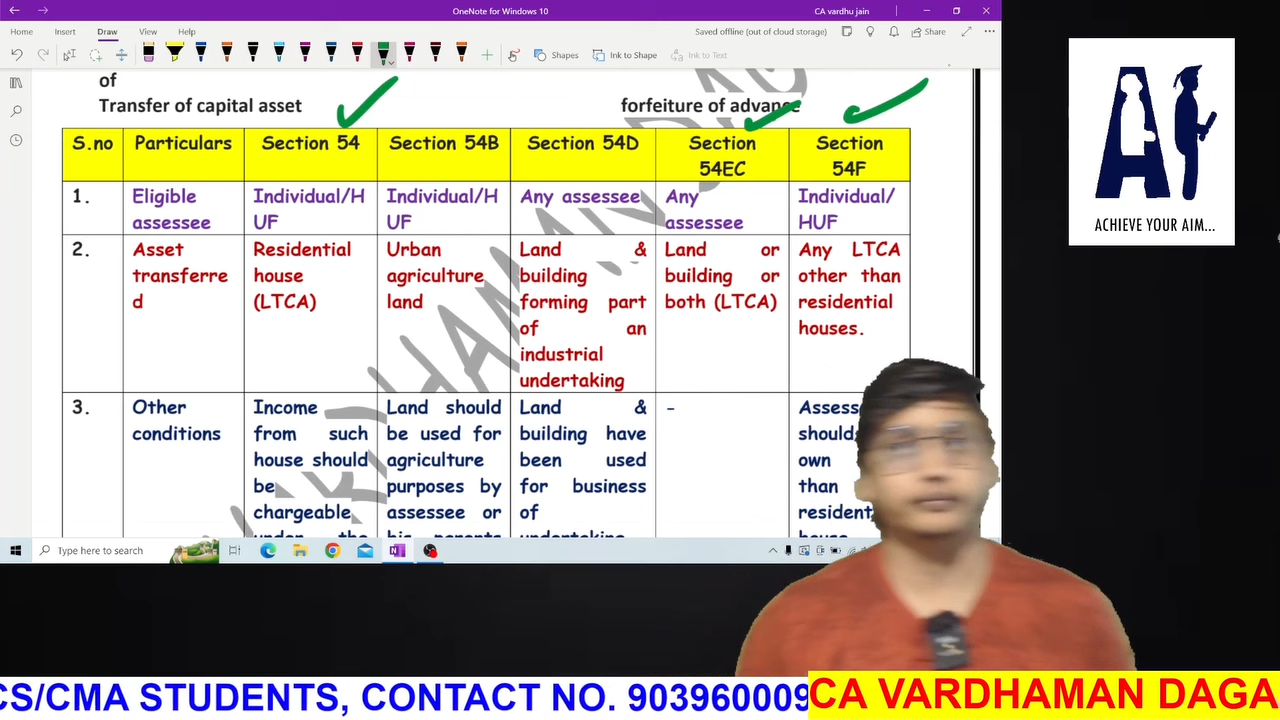 OneNote for Windows 10
CA vardhu jain
Home Insert Draw View Help
Saved offline (out of cloud storage)
Share
Shapes
Ink to Shape
Ink to Text
of
Transfer of capital asset
forfeiture of advance
S.no Particulars Section 54 Section 54B Section 54D Section 54EC Section 54F
1. Eligible assessee Individual/HUF Individual/HUF Any assessee Any assessee Individual/HUF
2. Asset transferred Residential house (LTCA) Urban agriculture land Land & building forming part of an industrial undertaking Land or building or both (LTCA) Any LTCA other than residential houses.
3. Other conditions Income from such house should be chargeable under the Land should be used for agriculture purposes by assessee or his parents Land & building have been used for business of undertaking - should own than house
Type here to search
ACHIEVE YOUR AIM...
CS/CMA STUDENTS, CONTACT NO. 903960009
CA VARDHAMAN DAGA